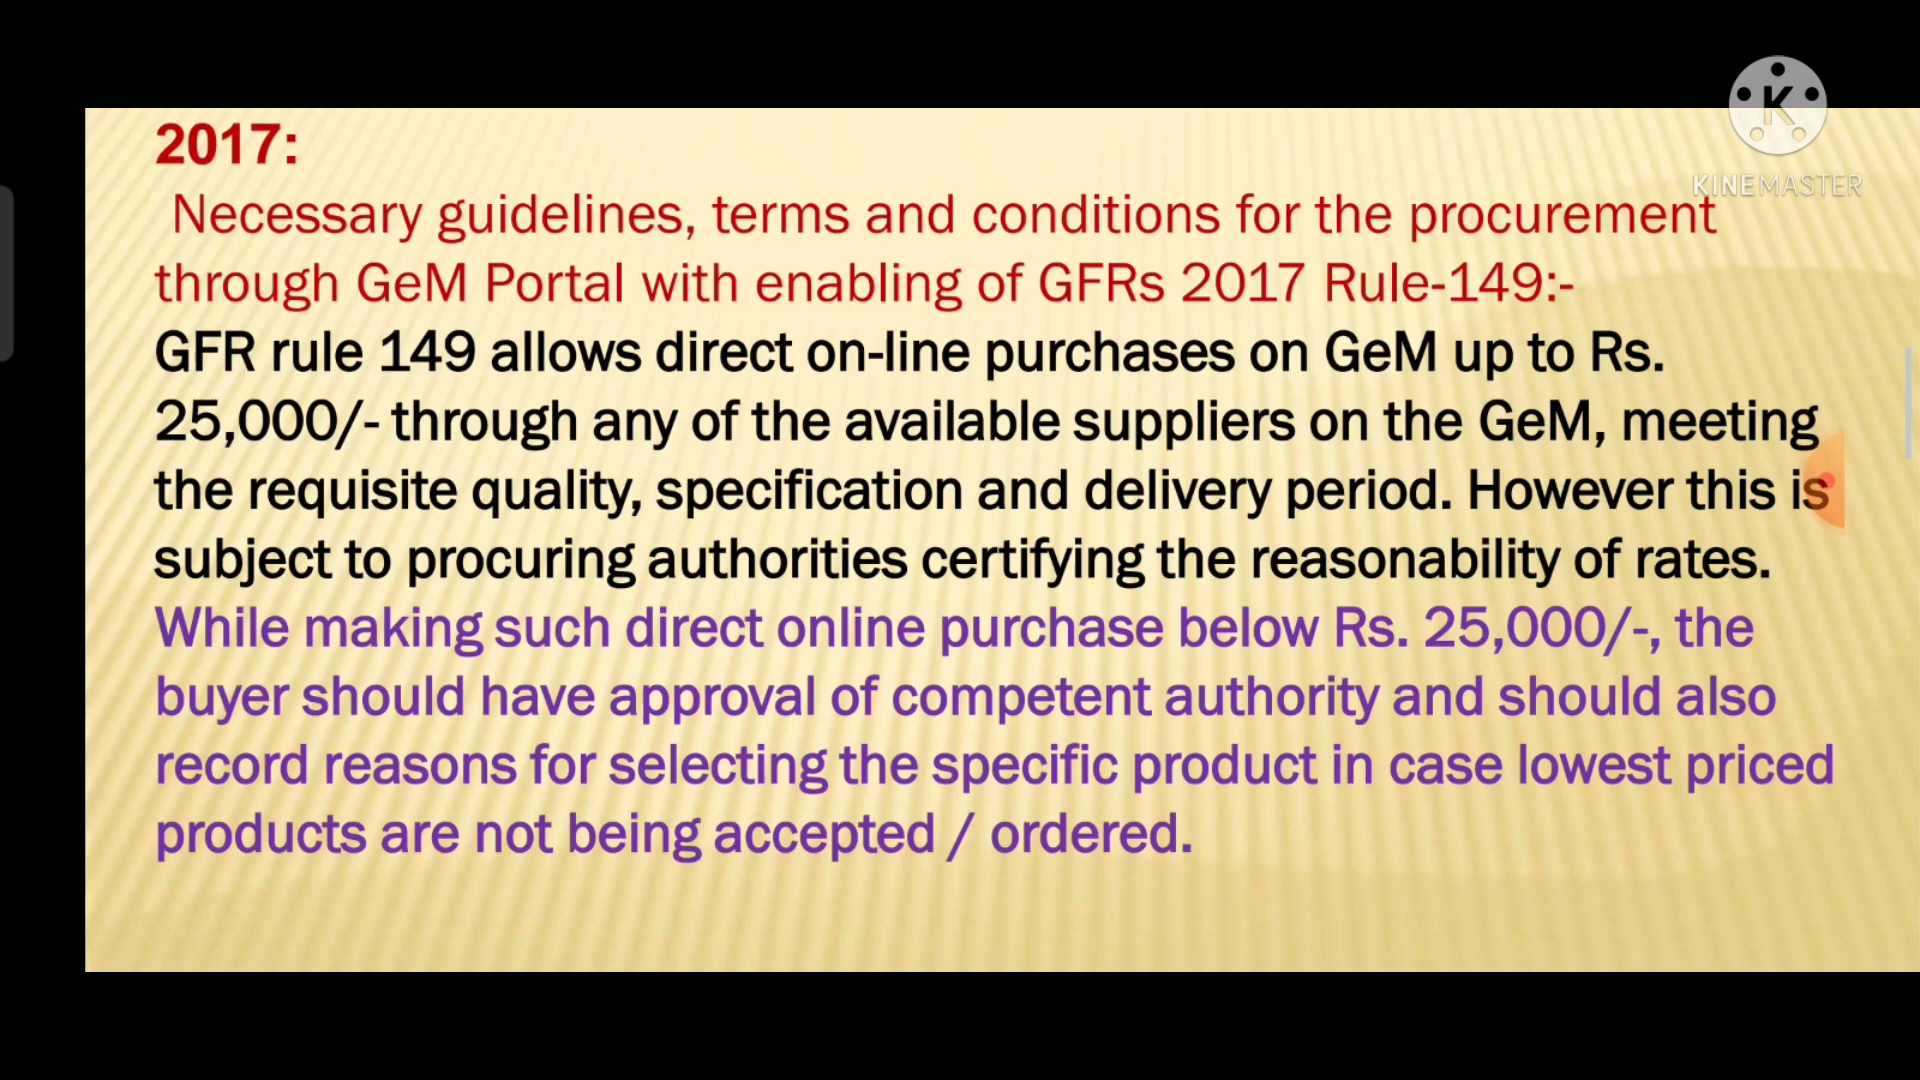 2017:
Necessary guidelines, terms and conditions for the procurement
through GeM Portal with enabling of GFRs 2017 Rule-149:-
GFR rule 149 allows direct on-line purchases on GeM up to Rs.
25,000/- through any of the available suppliers on the GeM, meeting
the requisite quality, specification and delivery period. However this is
subject to procuring authorities certifying the reasonability of rates.
While making such direct online purchase below Rs. 25,000/-, the
buyer should have approval of competent authority and should also
record reasons for selecting the specific product in case lowest priced
products are not being accepted / ordered.
K
KINEMASTER